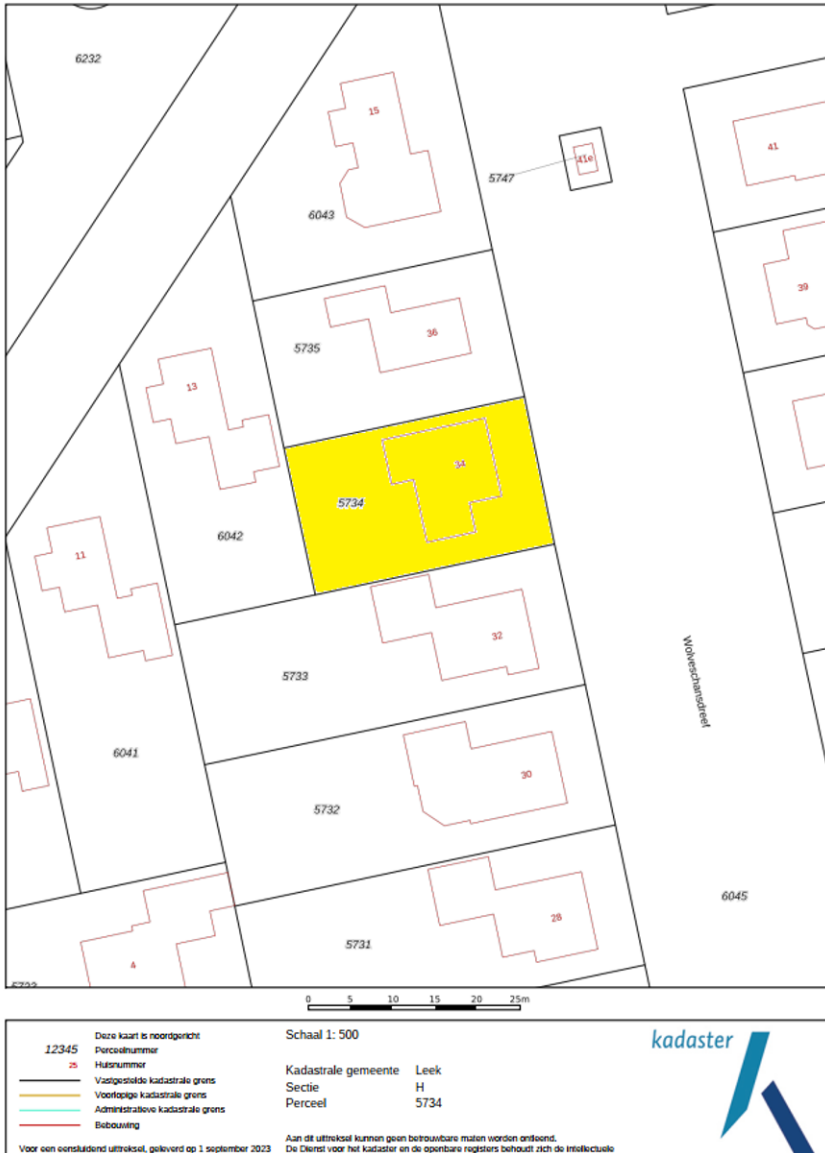 6232
15
41
41e
5747
6043
39
36
5735
13
34
5734
6042
11
32
5733
Wolveschansdreef
6041
30
5732
6045
28
5731
4
0 5 10 15 20 25m
Deze kaart is noordgericht
12345 Perceelnummer
25 Huisnummer
Vastgestelde kadastrale grens
Voorlopige kadastrale grens
Administratieve kadastrale grens
Bebouwing
Voor een eensluidend uittreksel, geleverd op 1 september 2023
Schaal 1: 500
Kadastrale gemeente Leek
Sectie H
Perceel 5734
Aan dit uittreksel kunnen geen betrouwbare maten worden ontleend.
De Dienst voor het kadaster en de openbare registers behoudt zich de intellectuele
kadaster